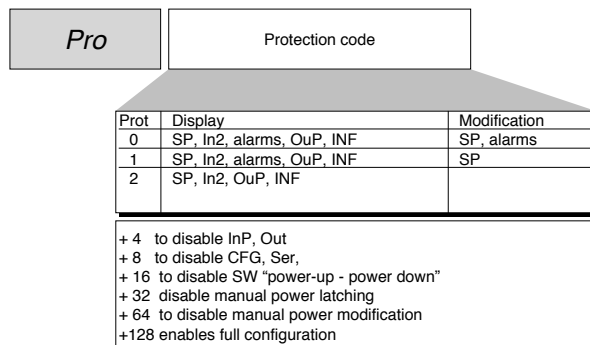 Pro Protection code
Prot Display Modification
0 SP, In2, alarms, OuP, INF SP, alarms
1 SP, In2, alarms, OuP, INF SP
2 SP, In2, OuP, INF
+ 4 to disable InP, Out
+ 8 to disable CFG, Ser,
+ 16 to disable SW “power-up - power down”
+ 32 disable manual power latching
+ 64 to disable manual power modification
+128 enables full configuration